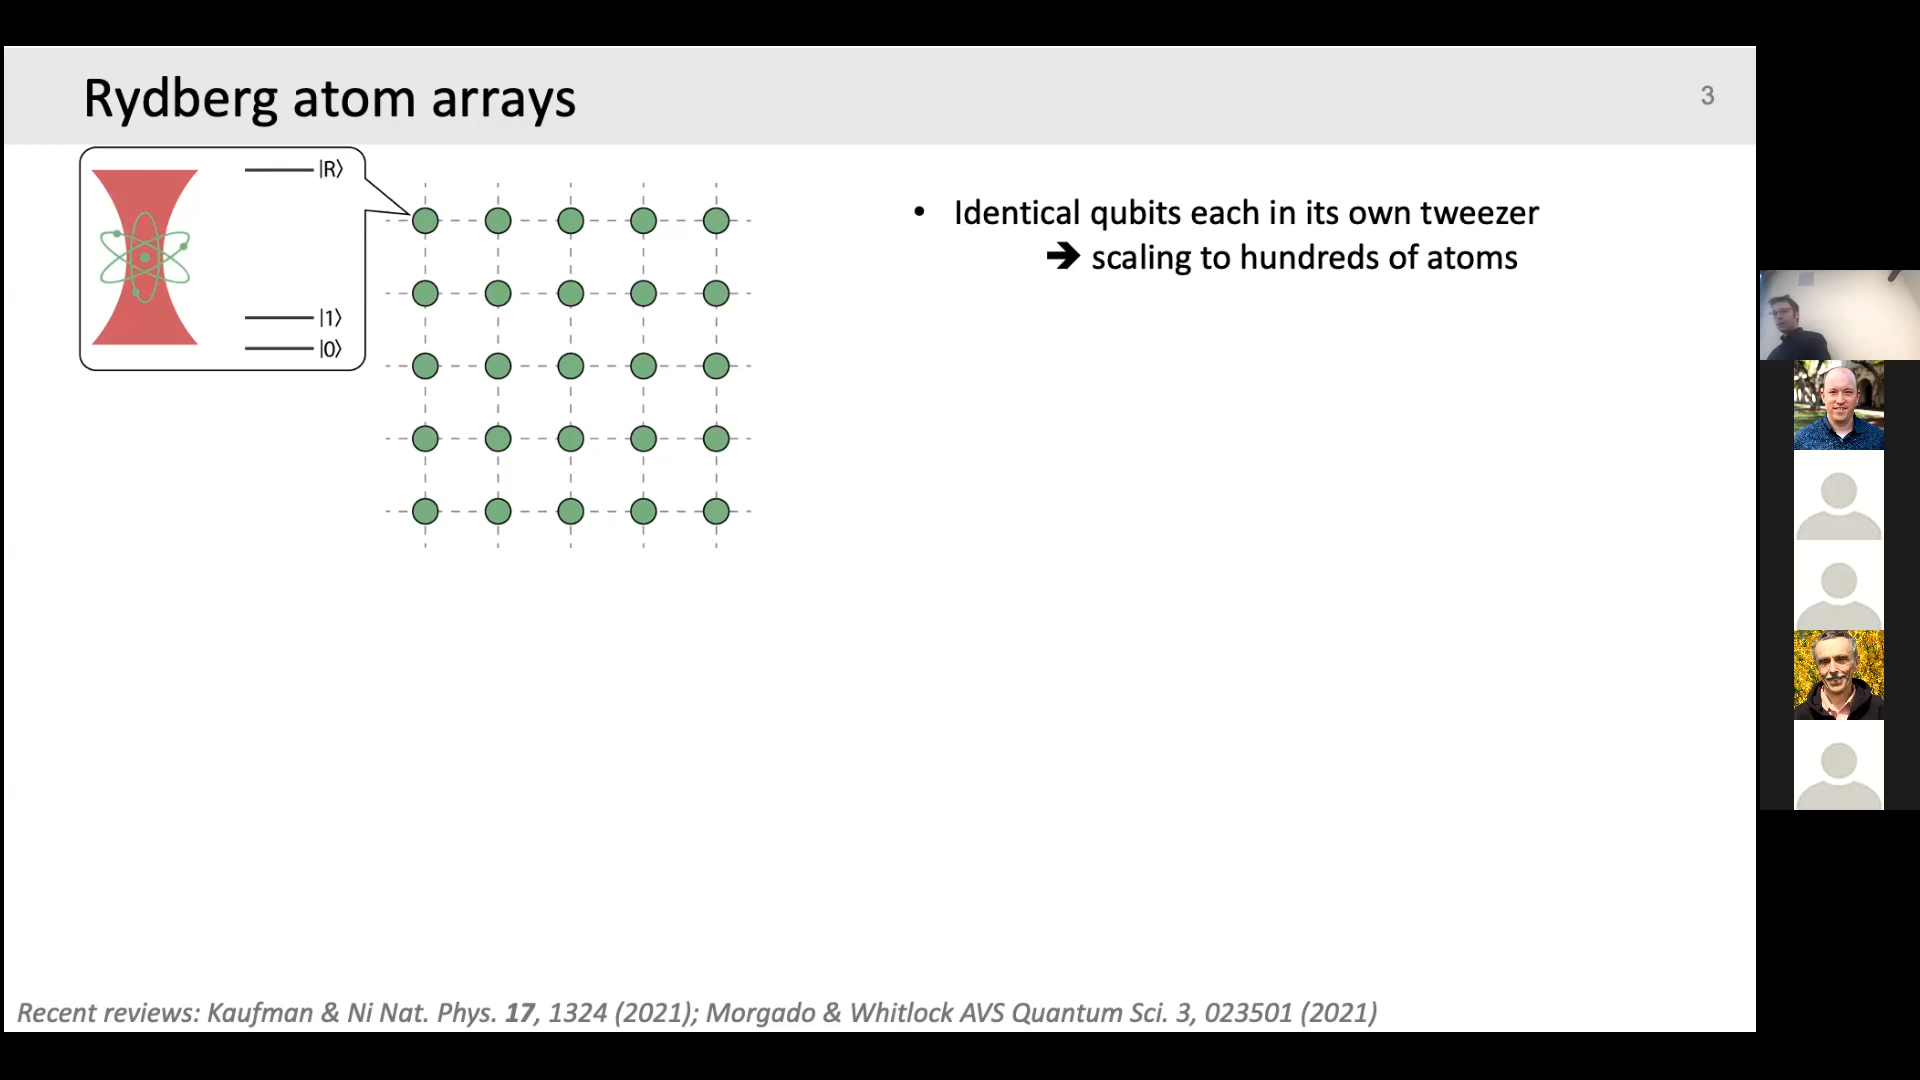 Rydberg atom arrays
3
|R⟩
|1⟩
|0⟩
• Identical qubits each in its own tweezer
➔ scaling to hundreds of atoms
Recent reviews: Kaufman & Ni Nat. Phys. 17, 1324 (2021); Morgado & Whitlock AVS Quantum Sci. 3, 023501 (2021)